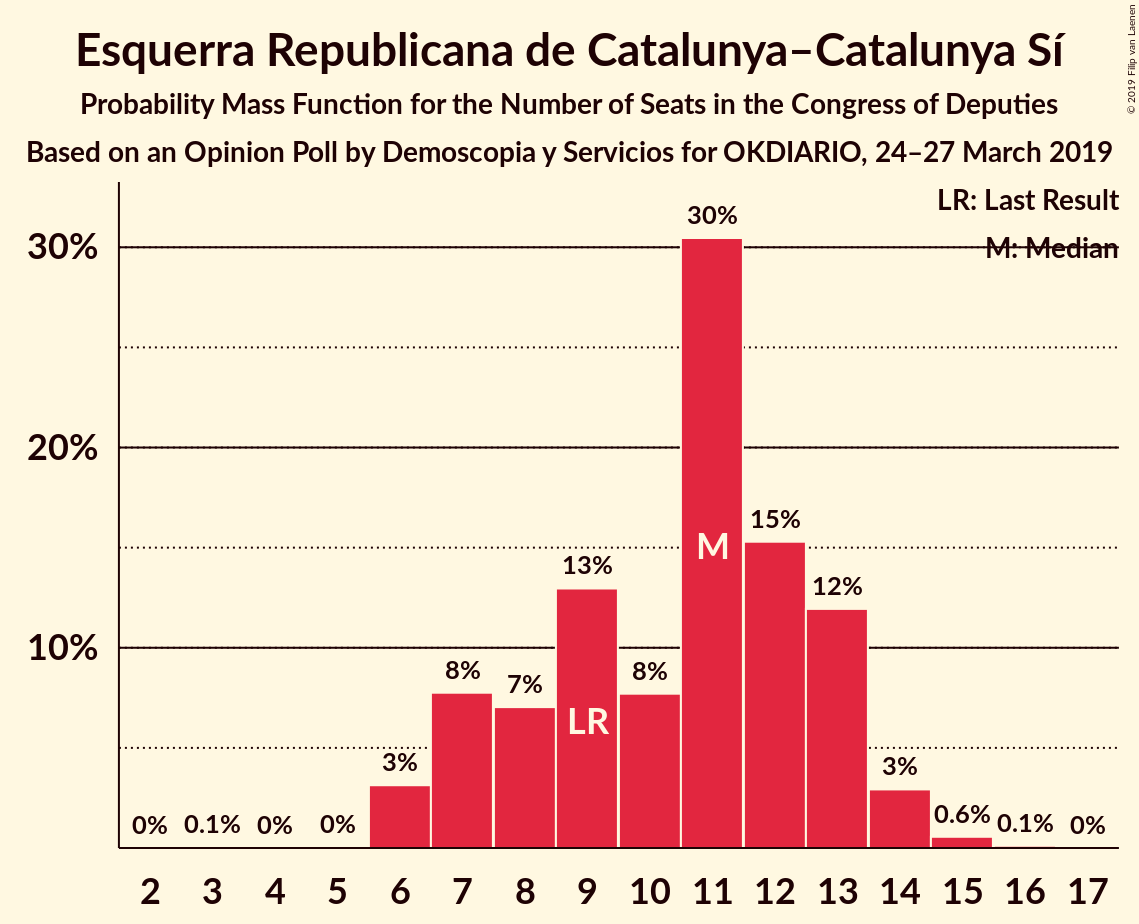 Esquerra Republicana de Catalunya–Catalunya Sí
Probability Mass Function for the Number of Seats in the Congress of Deputies
Based on an Opinion Poll by Demoscopia y Servicios for OKDIARIO, 24–27 March 2019
© 2019 Filip van Laenen
LR: Last Result
M: Median
30%
20%
10%
0%
0.1%
0%
0%
3%
8%
7%
13%
8%
30%
15%
12%
3%
0.6%
0.1%
0%
LR
M
2 3 4 5 6 7 8 9 10 11 12 13 14 15 16 17